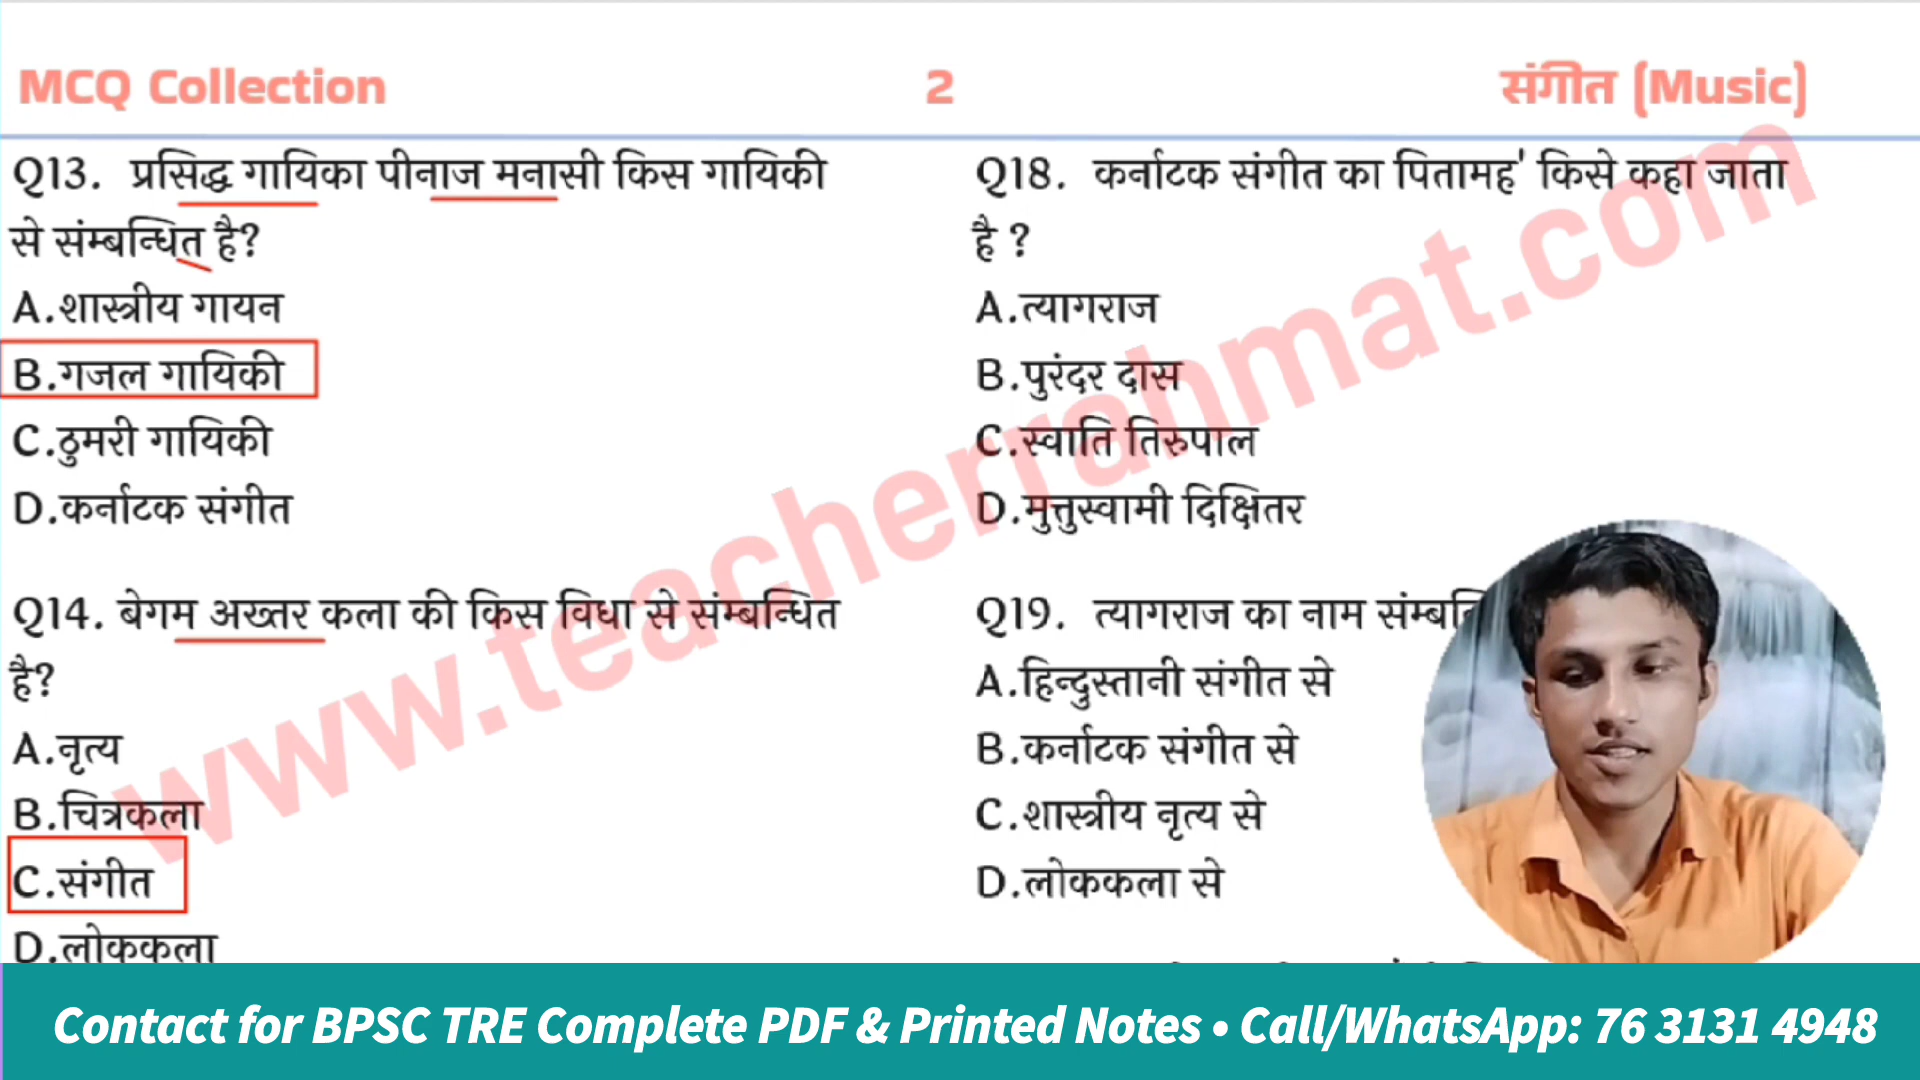 MCQ Collection 2 संगीत (Music)
Q13. प्रसिद्ध गायिका पीनाज मनासी किस गायिकी
से संम्बन्धित है?
A.शास्त्रीय गायन
B.गजल गायिकी
C.ठुमरी गायिकी
D.कर्नाटक संगीत
Q14. बेगम अख्तर कला की किस विधा से संम्बन्धित
है?
A.नृत्य
B.चित्रकला
C.संगीत
D.लोककला
Q18. कर्नाटक संगीत का पितामह' किसे कहा जाता
है ?
A.त्यागराज
B.पुरंदर दास
C.स्वाति तिरुपाल
D.मुत्तुस्वामी दिक्षितर
Q19. त्यागराज का नाम
A.हिन्दुस्तानी संगीत से
B.कर्नाटक संगीत से
C.शास्त्रीय नृत्य से
D.लोककला से
www.teacherrahmat.com
Contact for BPSC TRE Complete PDF & Printed Notes • Call/WhatsApp: 76 3131 4948